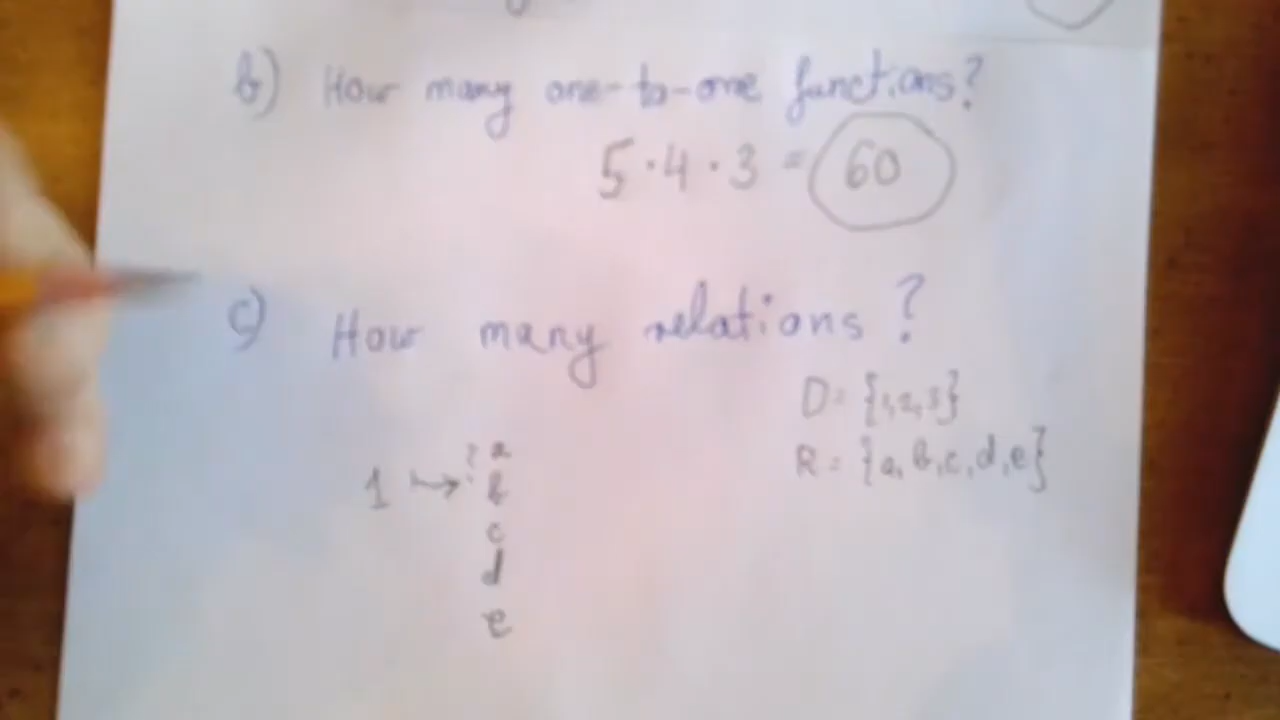 b) How many one-to-one functions?
5 · 4 · 3 = 60
c) How many relations?
D = {1,2,3}
R = {a, b, c, d, e}
? a
1 ↦ b
c
d
e